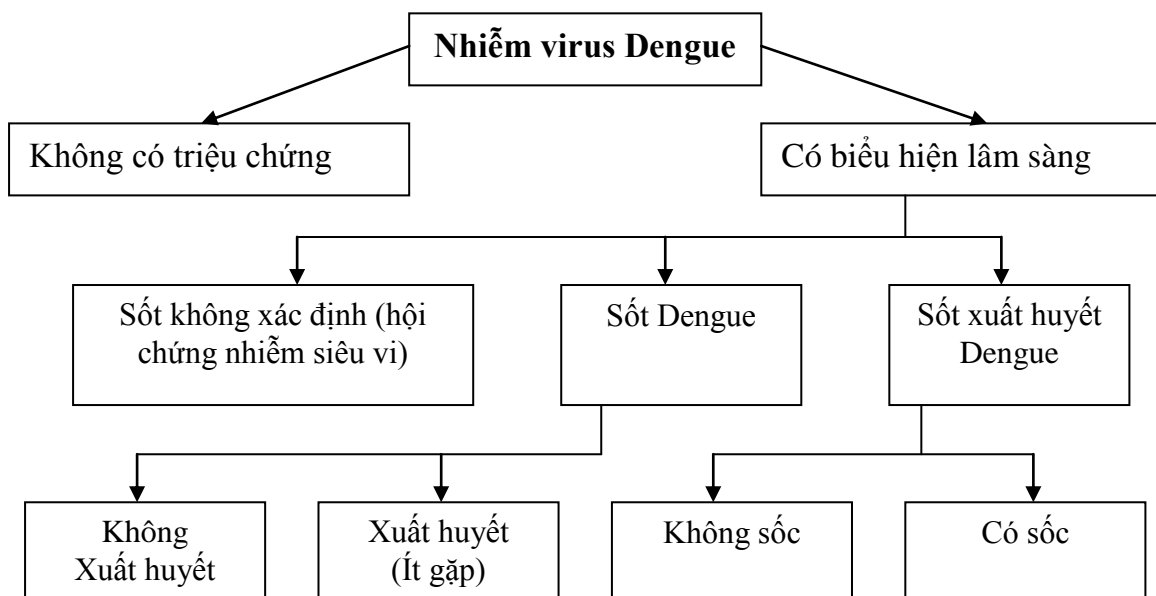 Nhiễm virus Dengue
Không có triệu chứng
Có biểu hiện lâm sàng
Sốt không xác định (hội
chứng nhiễm siêu vi)
Sốt Dengue
Sốt xuất huyết
Dengue
Không
Xuất huyết
Xuất huyết
(Ít gặp)
Không sốc
Có sốc